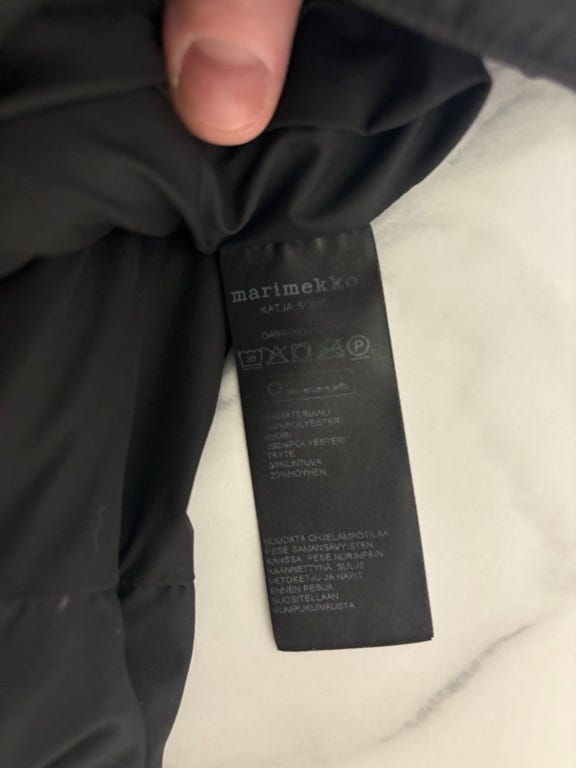 marimekko
KATJA
30
P
PÄÄMATERIAALI
100%POLYESTERI
VUORI
100%POLYESTERI
TÄYTE
80%UNTUVA
20%HÖYHEN
NOUDATA OHJELÄMPÖTILAA
PESE SAMANSÄVYISTEN
KANSSA. PESE NURINPÄIN
KÄÄNNETTYNÄ. SULJE
VETOKETJU JA NAPIT
ENNEN PESUA
SUOSITELLAAN
RUMPUKUIVAUSTA